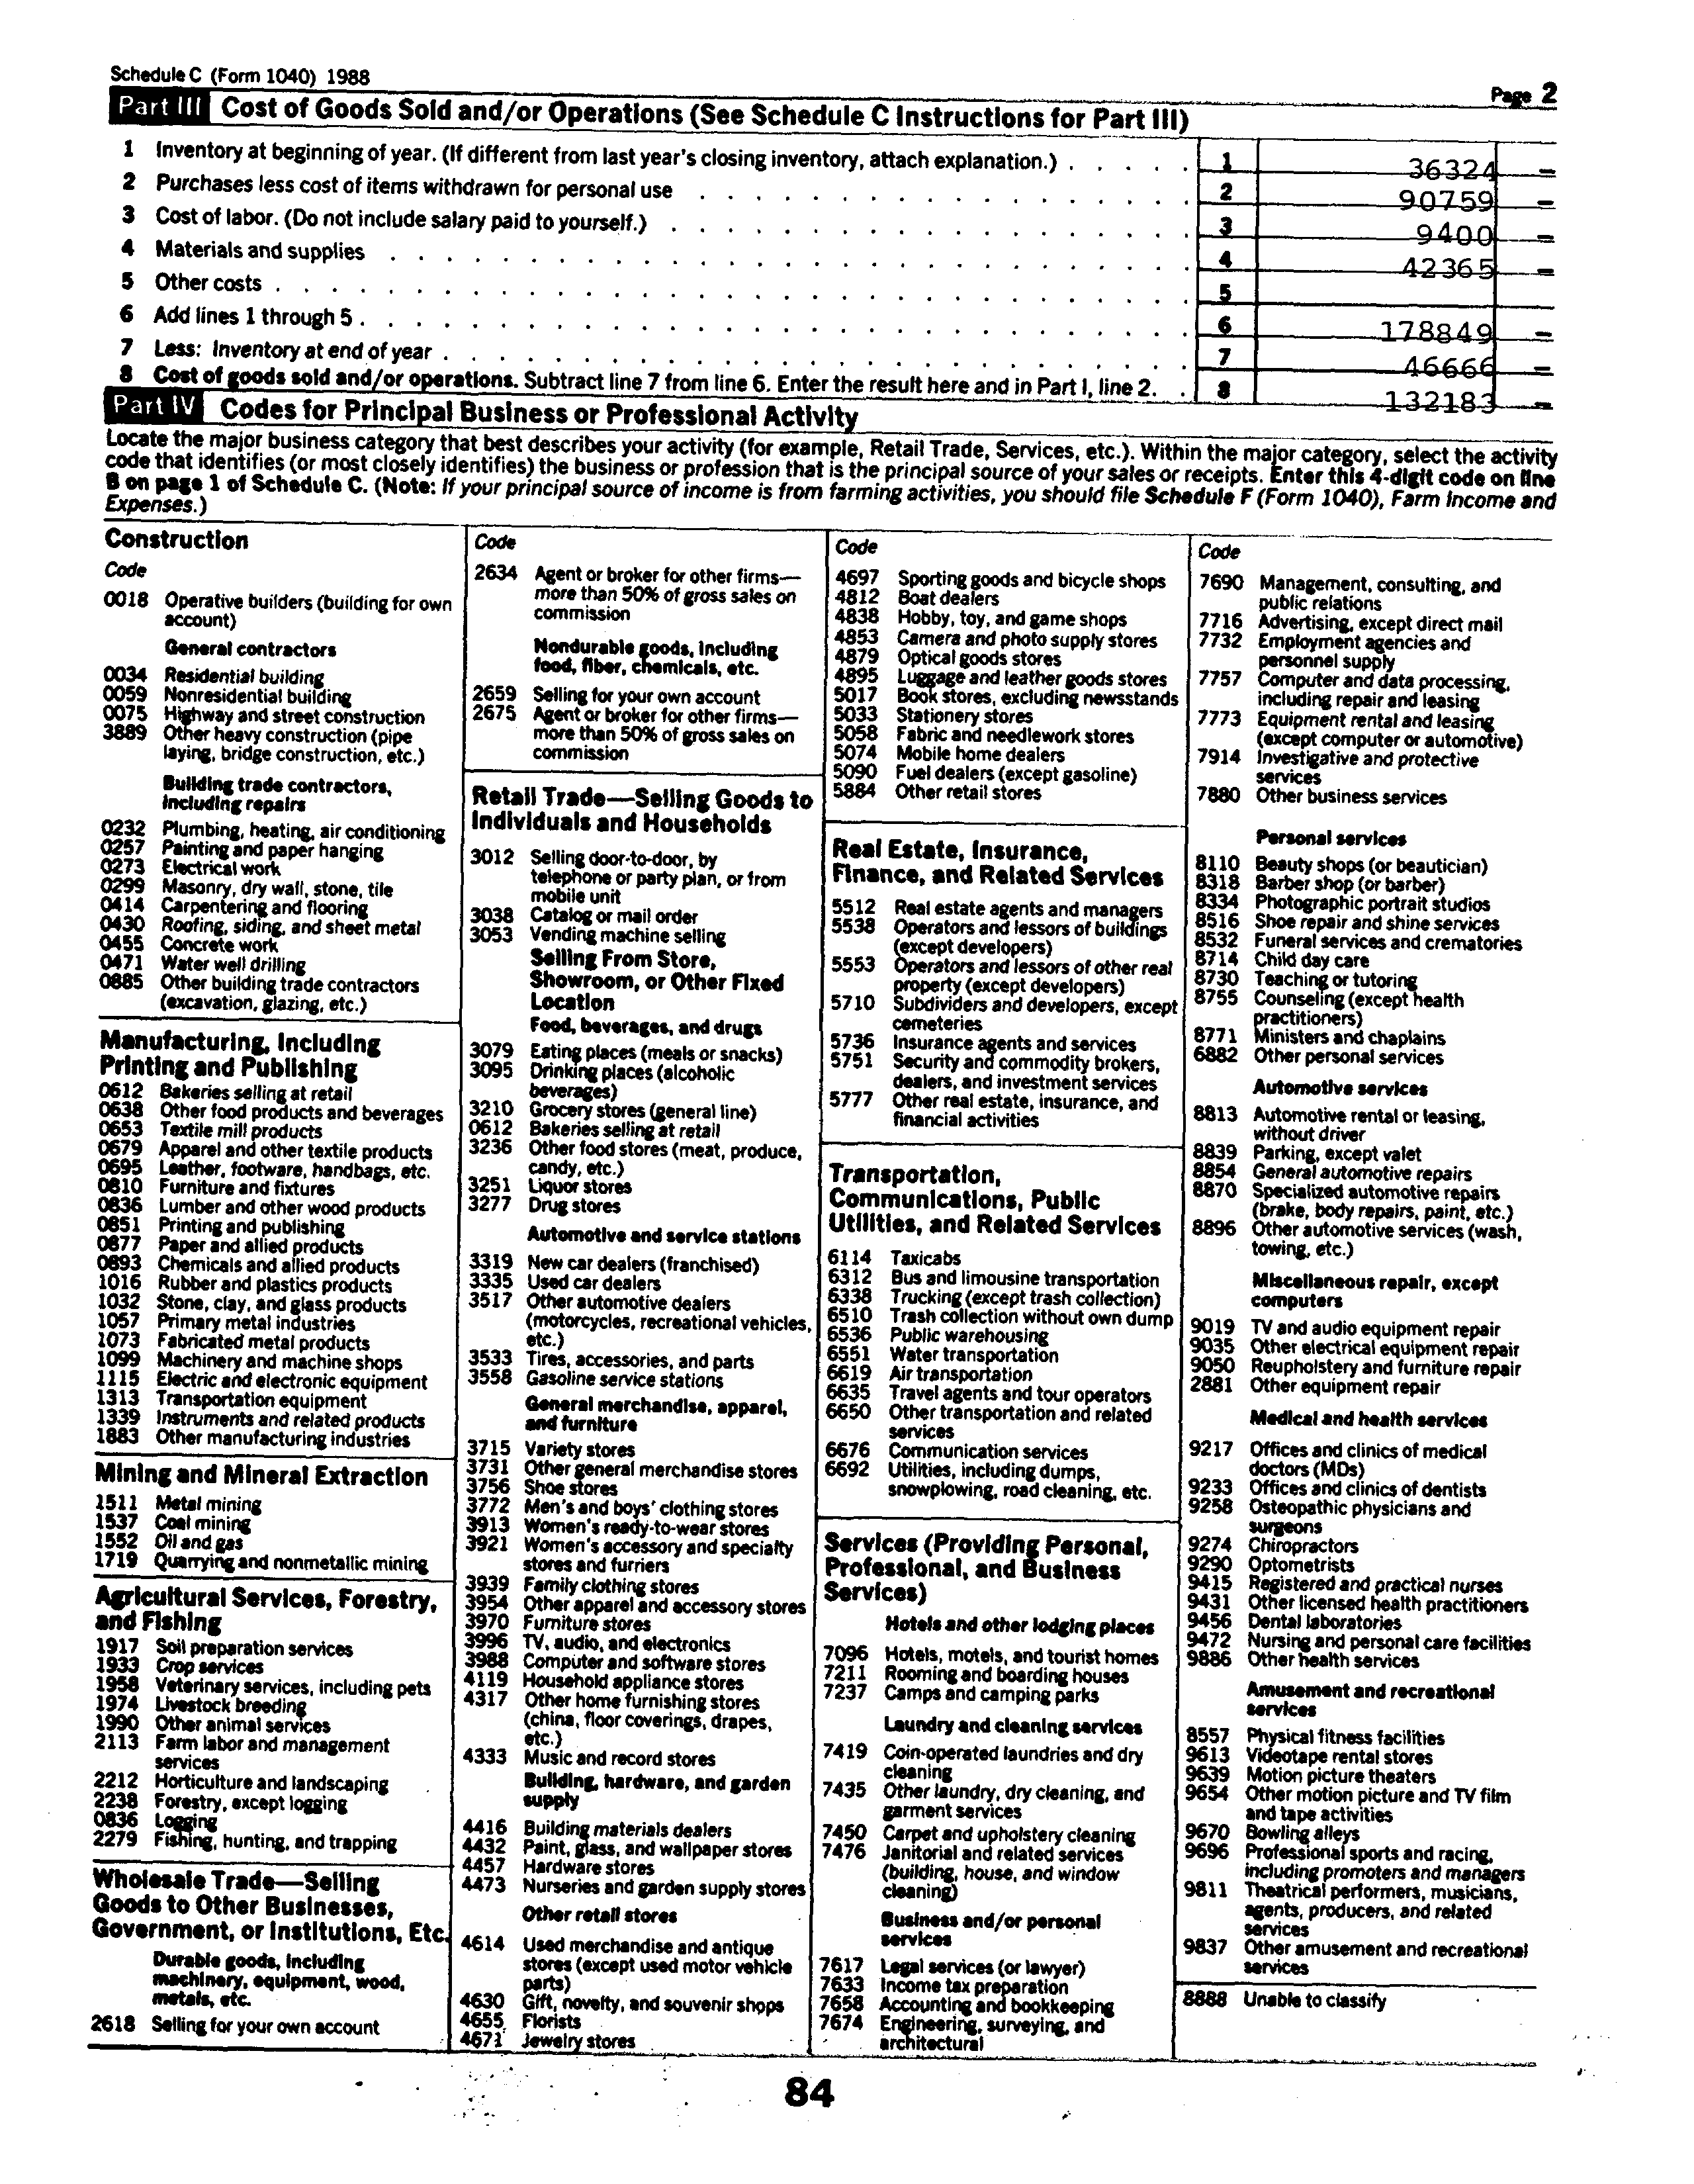 Schedule C (Form 1040) 1988
Page 2
Part III Cost of Goods Sold and/or Operations (See Schedule C Instructions for Part III)
1 Inventory at beginning of year. (If different from last year's closing inventory, attach explanation.) . . . . . 1 36324 —
2 Purchases less cost of items withdrawn for personal use 2 90759 —
3 Cost of labor. (Do not include salary paid to yourself.) 3 9400 —
4 Materials and supplies 4 42365 —
5 Other costs 5
6 Add lines 1 through 5 6 178849 —
7 Less: Inventory at end of year 7 46666 —
8 Cost of goods sold and/or operations. Subtract line 7 from line 6. Enter the result here and in Part I, line 2. . 8 132183 —
Part IV Codes for Principal Business or Professional Activity
Locate the major business category that best describes your activity (for example, Retail Trade, Services, etc.). Within the major category, select the activity
code that identifies (or most closely identifies) the business or profession that is the principal source of your sales or receipts. Enter this 4-digit code on line
B on page 1 of Schedule C. (Note: If your principal source of income is from farming activities, you should file Schedule F (Form 1040), Farm Income and
Expenses.)
Construction
Code
0018 Operative builders (building for own
account)
General contractors
0034 Residential building
0059 Nonresidential building
0075 Highway and street construction
3889 Other heavy construction (pipe
laying, bridge construction, etc.)
Building trade contractors,
including repairs
0232 Plumbing, heating, air conditioning
0257 Painting and paper hanging
0273 Electrical work
0299 Masonry, dry wall, stone, tile
0414 Carpentering and flooring
0430 Roofing, siding, and sheet metal
0455 Concrete work
0471 Water well drilling
0885 Other building trade contractors
(excavation, glazing, etc.)
Manufacturing, Including
Printing and Publishing
0612 Bakeries selling at retail
0638 Other food products and beverages
0653 Textile mill products
0679 Apparel and other textile products
0695 Leather, footware, handbags, etc.
0810 Furniture and fixtures
0836 Lumber and other wood products
0851 Printing and publishing
0877 Paper and allied products
0893 Chemicals and allied products
1016 Rubber and plastics products
1032 Stone, clay, and glass products
1057 Primary metal industries
1073 Fabricated metal products
1099 Machinery and machine shops
1115 Electric and electronic equipment
1313 Transportation equipment
1339 Instruments and related products
1883 Other manufacturing industries
Mining and Mineral Extraction
1511 Metal mining
1537 Coal mining
1552 Oil and gas
1719 Quarrying and nonmetallic mining
Agricultural Services, Forestry,
and Fishing
1917 Soil preparation services
1933 Crop services
1958 Veterinary services, including pets
1974 Livestock breeding
1990 Other animal services
2113 Farm labor and management
services
2212 Horticulture and landscaping
2238 Forestry, except logging
0836 Logging
2279 Fishing, hunting, and trapping
Wholesale Trade—Selling
Goods to Other Businesses,
Government, or Institutions, Etc.
Durable goods, including
machinery, equipment, wood,
metals, etc.
2618 Selling for your own account
Code
2634 Agent or broker for other firms—
more than 50% of gross sales on
commission
Nondurable goods, including
food, fiber, chemicals, etc.
2659 Selling for your own account
2675 Agent or broker for other firms—
more than 50% of gross sales on
commission
Retail Trade—Selling Goods to
Individuals and Households
3012 Selling door-to-door, by
telephone or party plan, or from
mobile unit
3038 Catalog or mail order
3053 Vending machine selling
Selling From Store,
Showroom, or Other Fixed
Location
Food, beverages, and drugs
3079 Eating places (meals or snacks)
3095 Drinking places (alcoholic
beverages)
3210 Grocery stores (general line)
0612 Bakeries selling at retail
3236 Other food stores (meat, produce,
candy, etc.)
3251 Liquor stores
3277 Drug stores
Automotive and service stations
3319 New car dealers (franchised)
3335 Used car dealers
3517 Other automotive dealers
(motorcycles, recreational vehicles,
etc.)
3533 Tires, accessories, and parts
3558 Gasoline service stations
General merchandise, apparel,
and furniture
3715 Variety stores
3731 Other general merchandise stores
3756 Shoe stores
3772 Men's and boys' clothing stores
3913 Women's ready-to-wear stores
3921 Women's accessory and specialty
stores and furriers
3939 Family clothing stores
3954 Other apparel and accessory stores
3970 Furniture stores
3996 TV, audio, and electronics
3988 Computer and software stores
4119 Household appliance stores
4317 Other home furnishing stores
(china, floor coverings, drapes,
etc.)
4333 Music and record stores
Building, hardware, and garden
supply
4416 Building materials dealers
4432 Paint, glass, and wallpaper stores
4457 Hardware stores
4473 Nurseries and garden supply stores
Other retail stores
4614 Used merchandise and antique
stores (except used motor vehicle
parts)
4630 Gift, novelty, and souvenir shops
4655 Florists
4671 Jewelry stores
Code
4697 Sporting goods and bicycle shops
4812 Boat dealers
4838 Hobby, toy, and game shops
4853 Camera and photo supply stores
4879 Optical goods stores
4895 Luggage and leather goods stores
5017 Book stores, excluding newsstands
5033 Stationery stores
5058 Fabric and needlework stores
5074 Mobile home dealers
5090 Fuel dealers (except gasoline)
5884 Other retail stores
Real Estate, Insurance,
Finance, and Related Services
5512 Real estate agents and managers
5538 Operators and lessors of buildings
(except developers)
5553 Operators and lessors of other real
property (except developers)
5710 Subdividers and developers, except
cemeteries
5736 Insurance agents and services
5751 Security and commodity brokers,
dealers, and investment services
5777 Other real estate, insurance, and
financial activities
Transportation,
Communications, Public
Utilities, and Related Services
6114 Taxicabs
6312 Bus and limousine transportation
6338 Trucking (except trash collection)
6510 Trash collection without own dump
6536 Public warehousing
6551 Water transportation
6619 Air transportation
6635 Travel agents and tour operators
6650 Other transportation and related
services
6676 Communication services
6692 Utilities, including dumps,
snowplowing, road cleaning, etc.
Services (Providing Personal,
Professional, and Business
Services)
Hotels and other lodging places
7096 Hotels, motels, and tourist homes
7211 Rooming and boarding houses
7237 Camps and camping parks
Laundry and cleaning services
7419 Coin-operated laundries and dry
cleaning
7435 Other laundry, dry cleaning, and
garment services
7450 Carpet and upholstery cleaning
7476 Janitorial and related services
(building, house, and window
cleaning)
Business and/or personal
services
7617 Legal services (or lawyer)
7633 Income tax preparation
7658 Accounting and bookkeeping
7674 Engineering, surveying, and
architectural
Code
7690 Management, consulting, and
public relations
7716 Advertising, except direct mail
7732 Employment agencies and
personnel supply
7757 Computer and data processing,
including repair and leasing
7773 Equipment rental and leasing
(except computer or automotive)
7914 Investigative and protective
services
7880 Other business services
Personal services
8110 Beauty shops (or beautician)
8318 Barber shop (or barber)
8334 Photographic portrait studios
8516 Shoe repair and shine services
8532 Funeral services and crematories
8714 Child day care
8730 Teaching or tutoring
8755 Counseling (except health
practitioners)
8771 Ministers and chaplains
6882 Other personal services
Automotive services
8813 Automotive rental or leasing,
without driver
8839 Parking, except valet
8854 General automotive repairs
8870 Specialized automotive repairs
(brake, body repairs, paint, etc.)
8896 Other automotive services (wash,
towing, etc.)
Miscellaneous repair, except
computers
9019 TV and audio equipment repair
9035 Other electrical equipment repair
9050 Reupholstery and furniture repair
2881 Other equipment repair
Medical and health services
9217 Offices and clinics of medical
doctors (MDs)
9233 Offices and clinics of dentists
9258 Osteopathic physicians and
surgeons
9274 Chiropractors
9290 Optometrists
9415 Registered and practical nurses
9431 Other licensed health practitioners
9456 Dental laboratories
9472 Nursing and personal care facilities
9886 Other health services
Amusement and recreational
services
8557 Physical fitness facilities
9613 Videotape rental stores
9639 Motion picture theaters
9654 Other motion picture and TV film
and tape activities
9670 Bowling alleys
9696 Professional sports and racing,
including promoters and managers
9811 Theatrical performers, musicians,
agents, producers, and related
services
9837 Other amusement and recreational
services
8888 Unable to classify
84